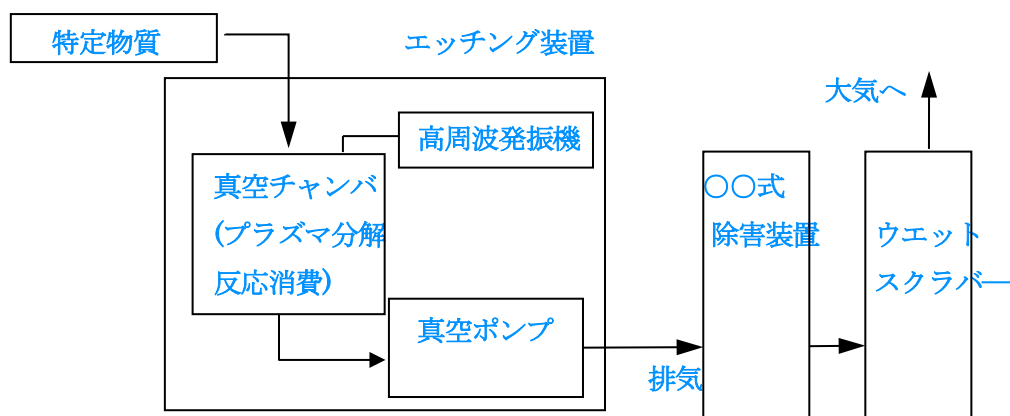 特定物質
エッチング装置
大気へ
高周波発振機
真空チャンバ
(プラズマ分解
反応消費)
〇〇式
除害装置
ウエット
スクラバ―
真空ポンプ
排気